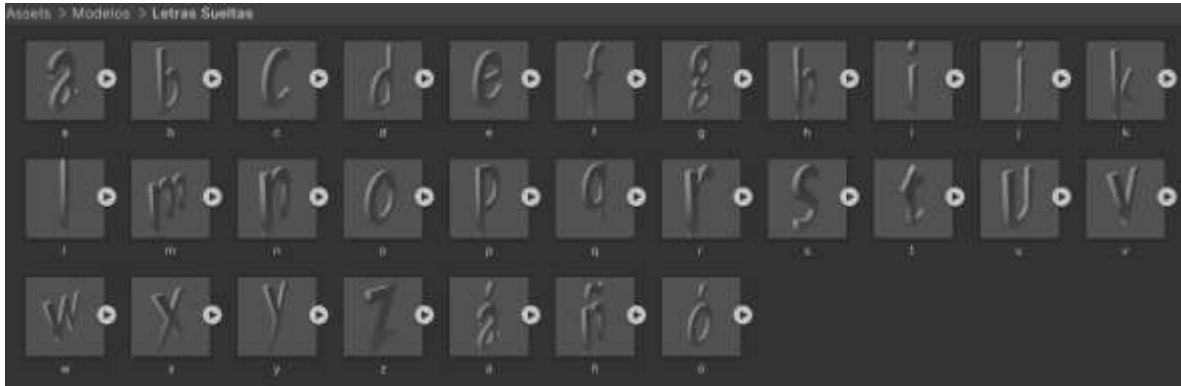 Assets > Modelos > Letras Sueltas
a b c d e f g h i j k
a b c d e f g h i j k
l m n o p q r s t u v
l m n o p q r s t u v
w x y z á ñ ó
w x y z á ñ ó